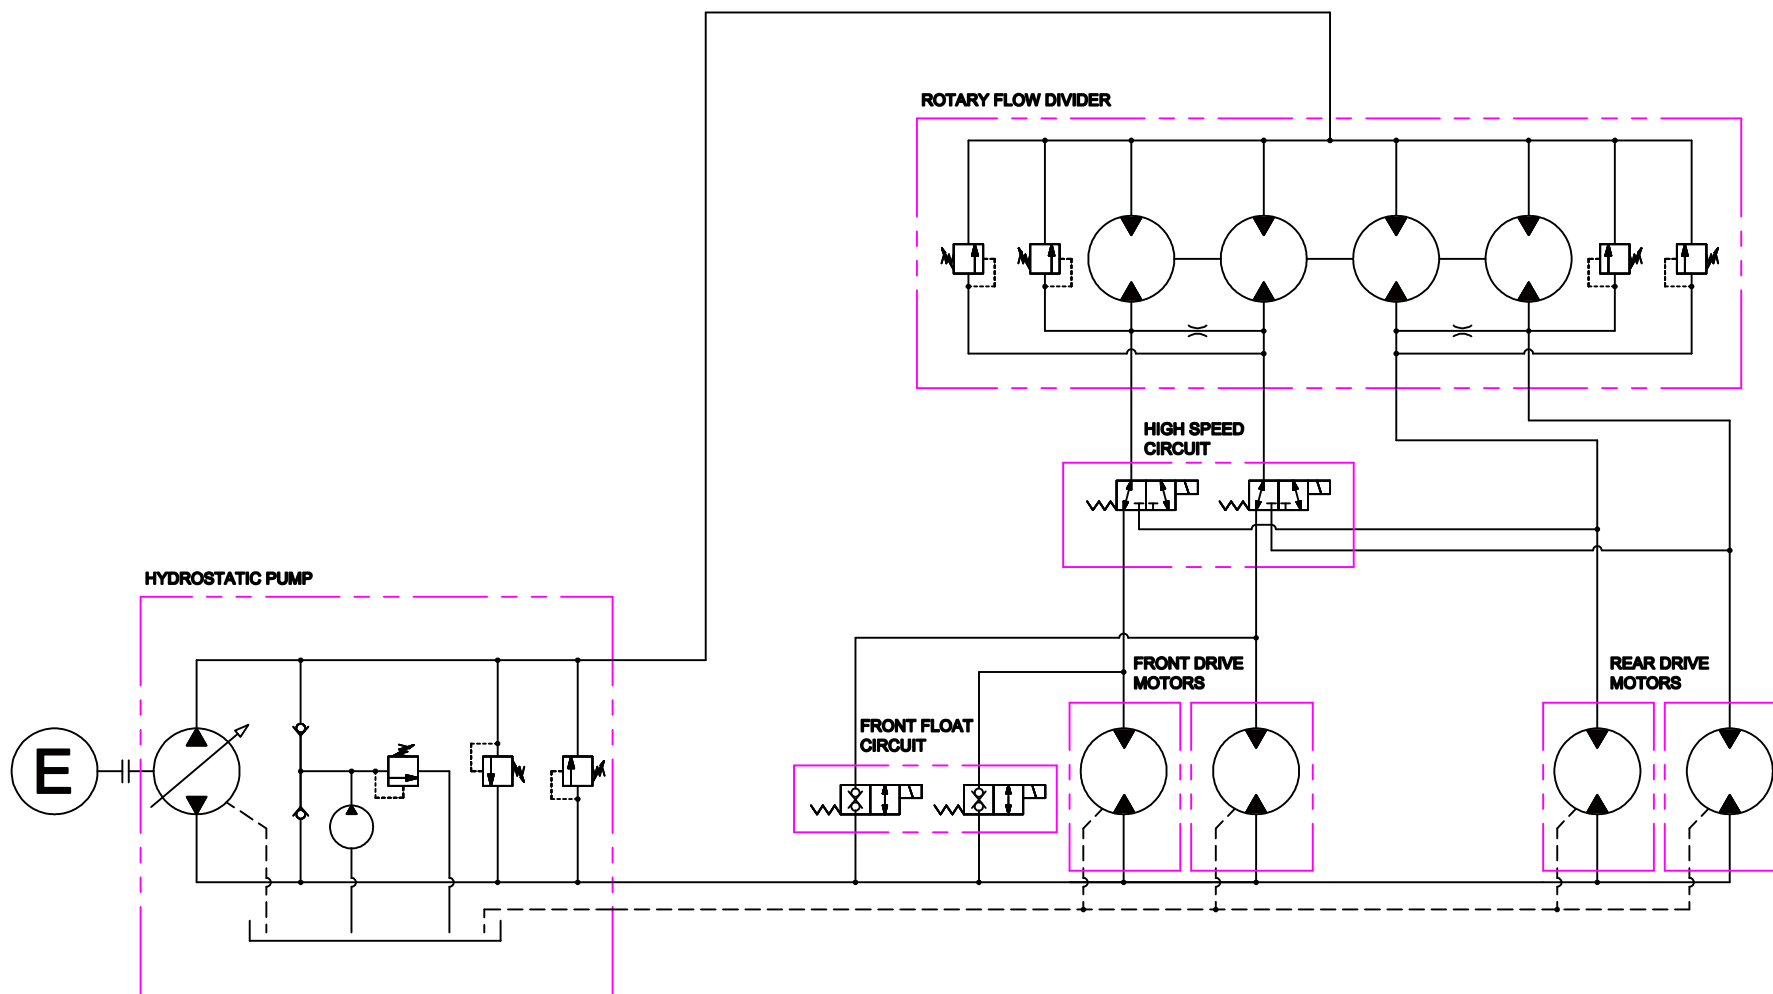 ROTARY FLOW DIVIDER
HIGH SPEED
CIRCUIT
HYDROSTATIC PUMP
FRONT DRIVE
MOTORS
REAR DRIVE
MOTORS
FRONT FLOAT
CIRCUIT
E